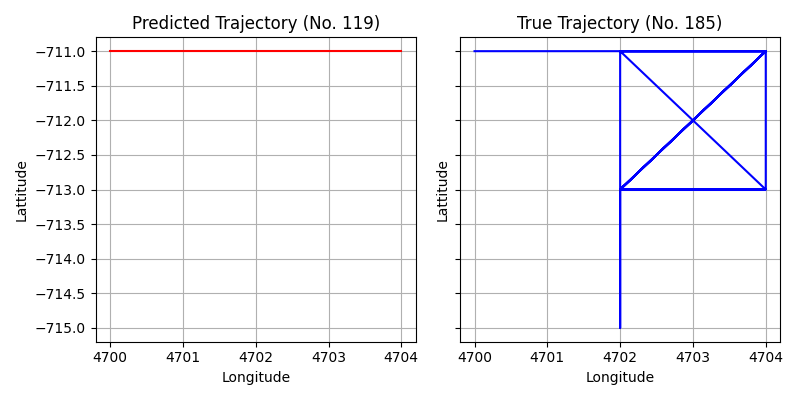 Predicted Trajectory (No. 119)
True Trajectory (No. 185)
Lattitude
−711.0
−711.5
−712.0
−712.5
−713.0
−713.5
−714.0
−714.5
−715.0
4700 4701 4702 4703 4704
Longitude
Lattitude
4700 4701 4702 4703 4704
Longitude